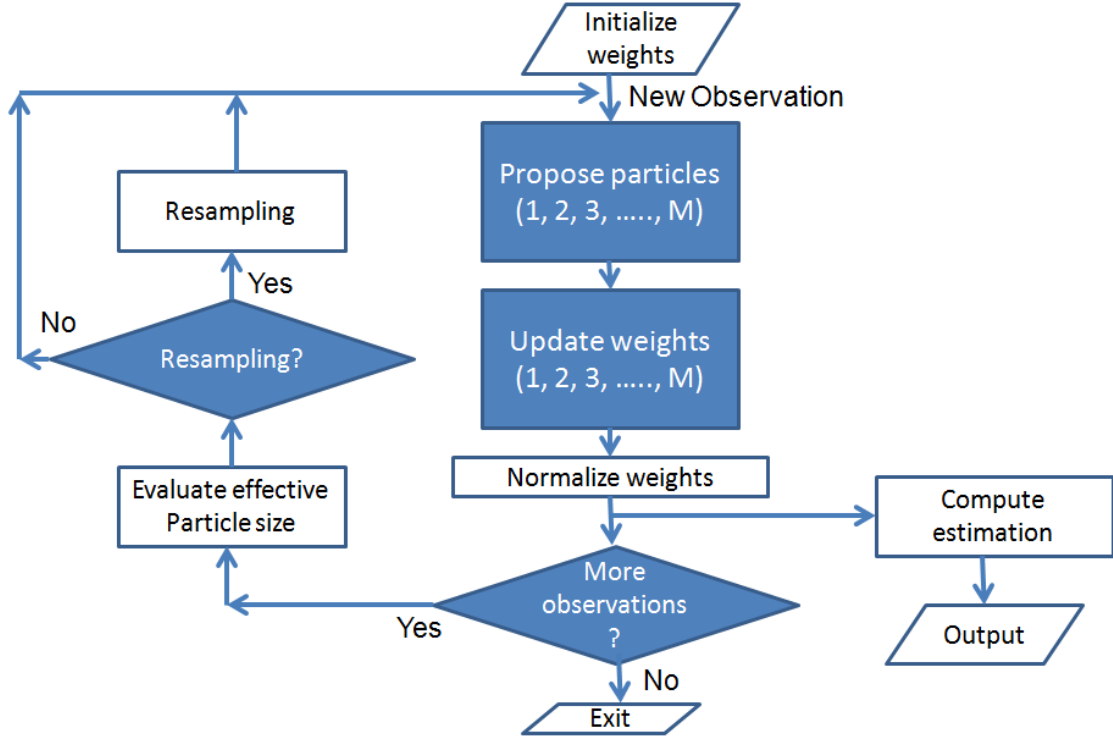 Initialize
weights
New Observation
Propose particles
(1, 2, 3, ….., M)
Resampling
Yes
Update weights
(1, 2, 3, ….., M)
No
Resampling?
Normalize weights
Evaluate effective
Particle size
Compute
estimation
More
observations
?
Yes
Output
No
Exit